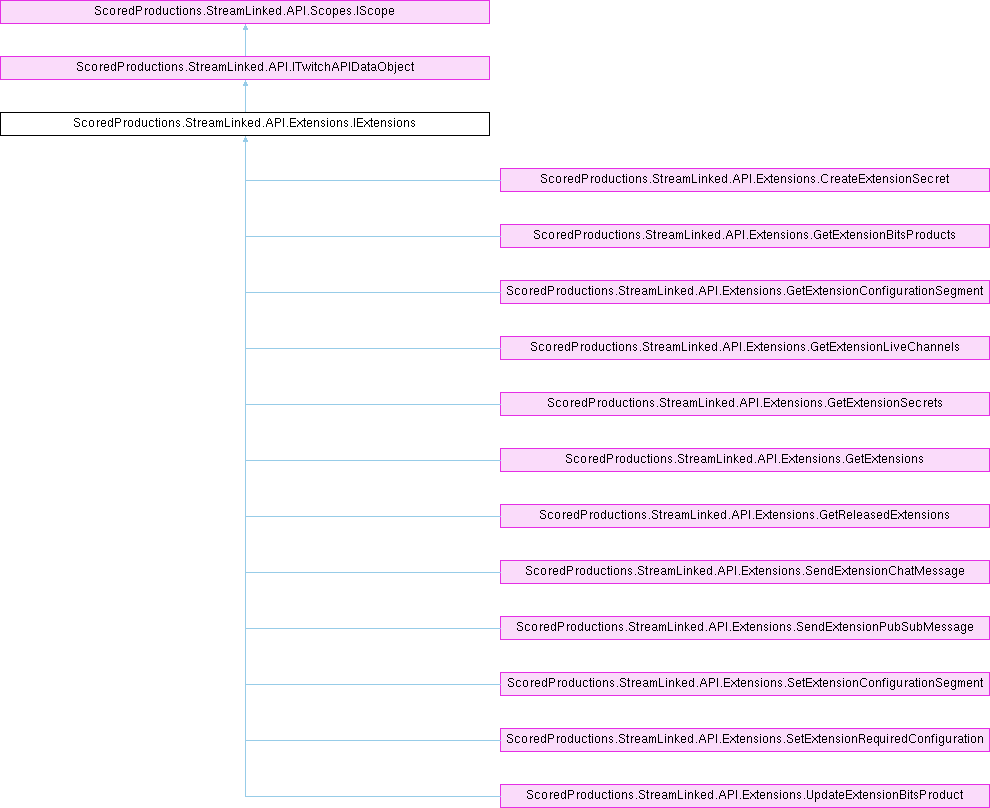 ScoredProductions.StreamLinked.API.Scopes.IScope
ScoredProductions.StreamLinked.API.ITwitchAPIDataObject
ScoredProductions.StreamLinked.API.Extensions.IExtensions
ScoredProductions.StreamLinked.API.Extensions.CreateExtensionSecret
ScoredProductions.StreamLinked.API.Extensions.GetExtensionBitsProducts
ScoredProductions.StreamLinked.API.Extensions.GetExtensionConfigurationSegment
ScoredProductions.StreamLinked.API.Extensions.GetExtensionLiveChannels
ScoredProductions.StreamLinked.API.Extensions.GetExtensionSecrets
ScoredProductions.StreamLinked.API.Extensions.GetExtensions
ScoredProductions.StreamLinked.API.Extensions.GetReleasedExtensions
ScoredProductions.StreamLinked.API.Extensions.SendExtensionChatMessage
ScoredProductions.StreamLinked.API.Extensions.SendExtensionPubSubMessage
ScoredProductions.StreamLinked.API.Extensions.SetExtensionConfigurationSegment
ScoredProductions.StreamLinked.API.Extensions.SetExtensionRequiredConfiguration
ScoredProductions.StreamLinked.API.Extensions.UpdateExtensionBitsProduct